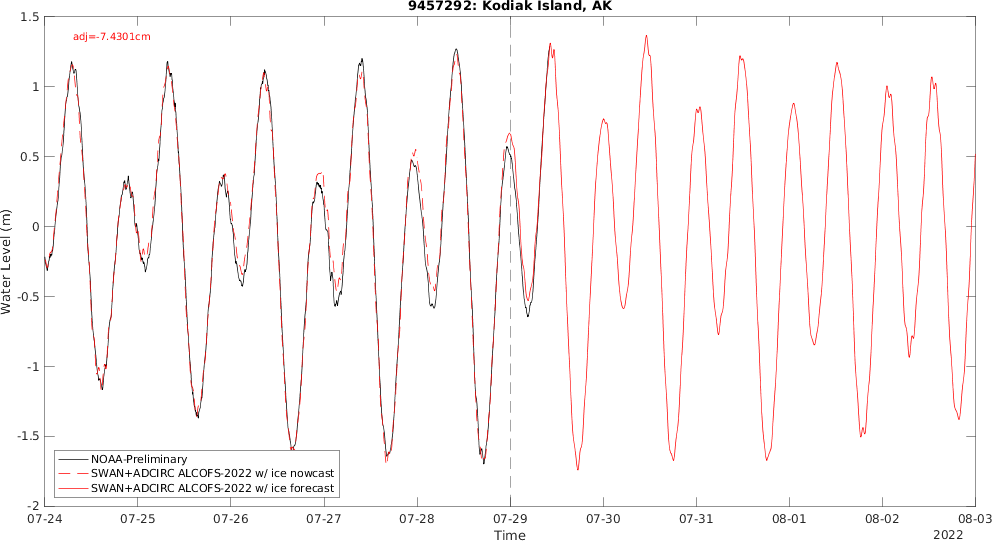 9457292: Kodiak Island, AK
adj=-7.4301cm
Water Level (m)
1.5
1
0.5
0
-0.5
-1
-1.5
-2
NOAA-Preliminary
SWAN+ADCIRC ALCOFS-2022 w/ ice nowcast
SWAN+ADCIRC ALCOFS-2022 w/ ice forecast
07-24 07-25 07-26 07-27 07-28 07-29 07-30 07-31 08-01 08-02 08-03
Time
2022